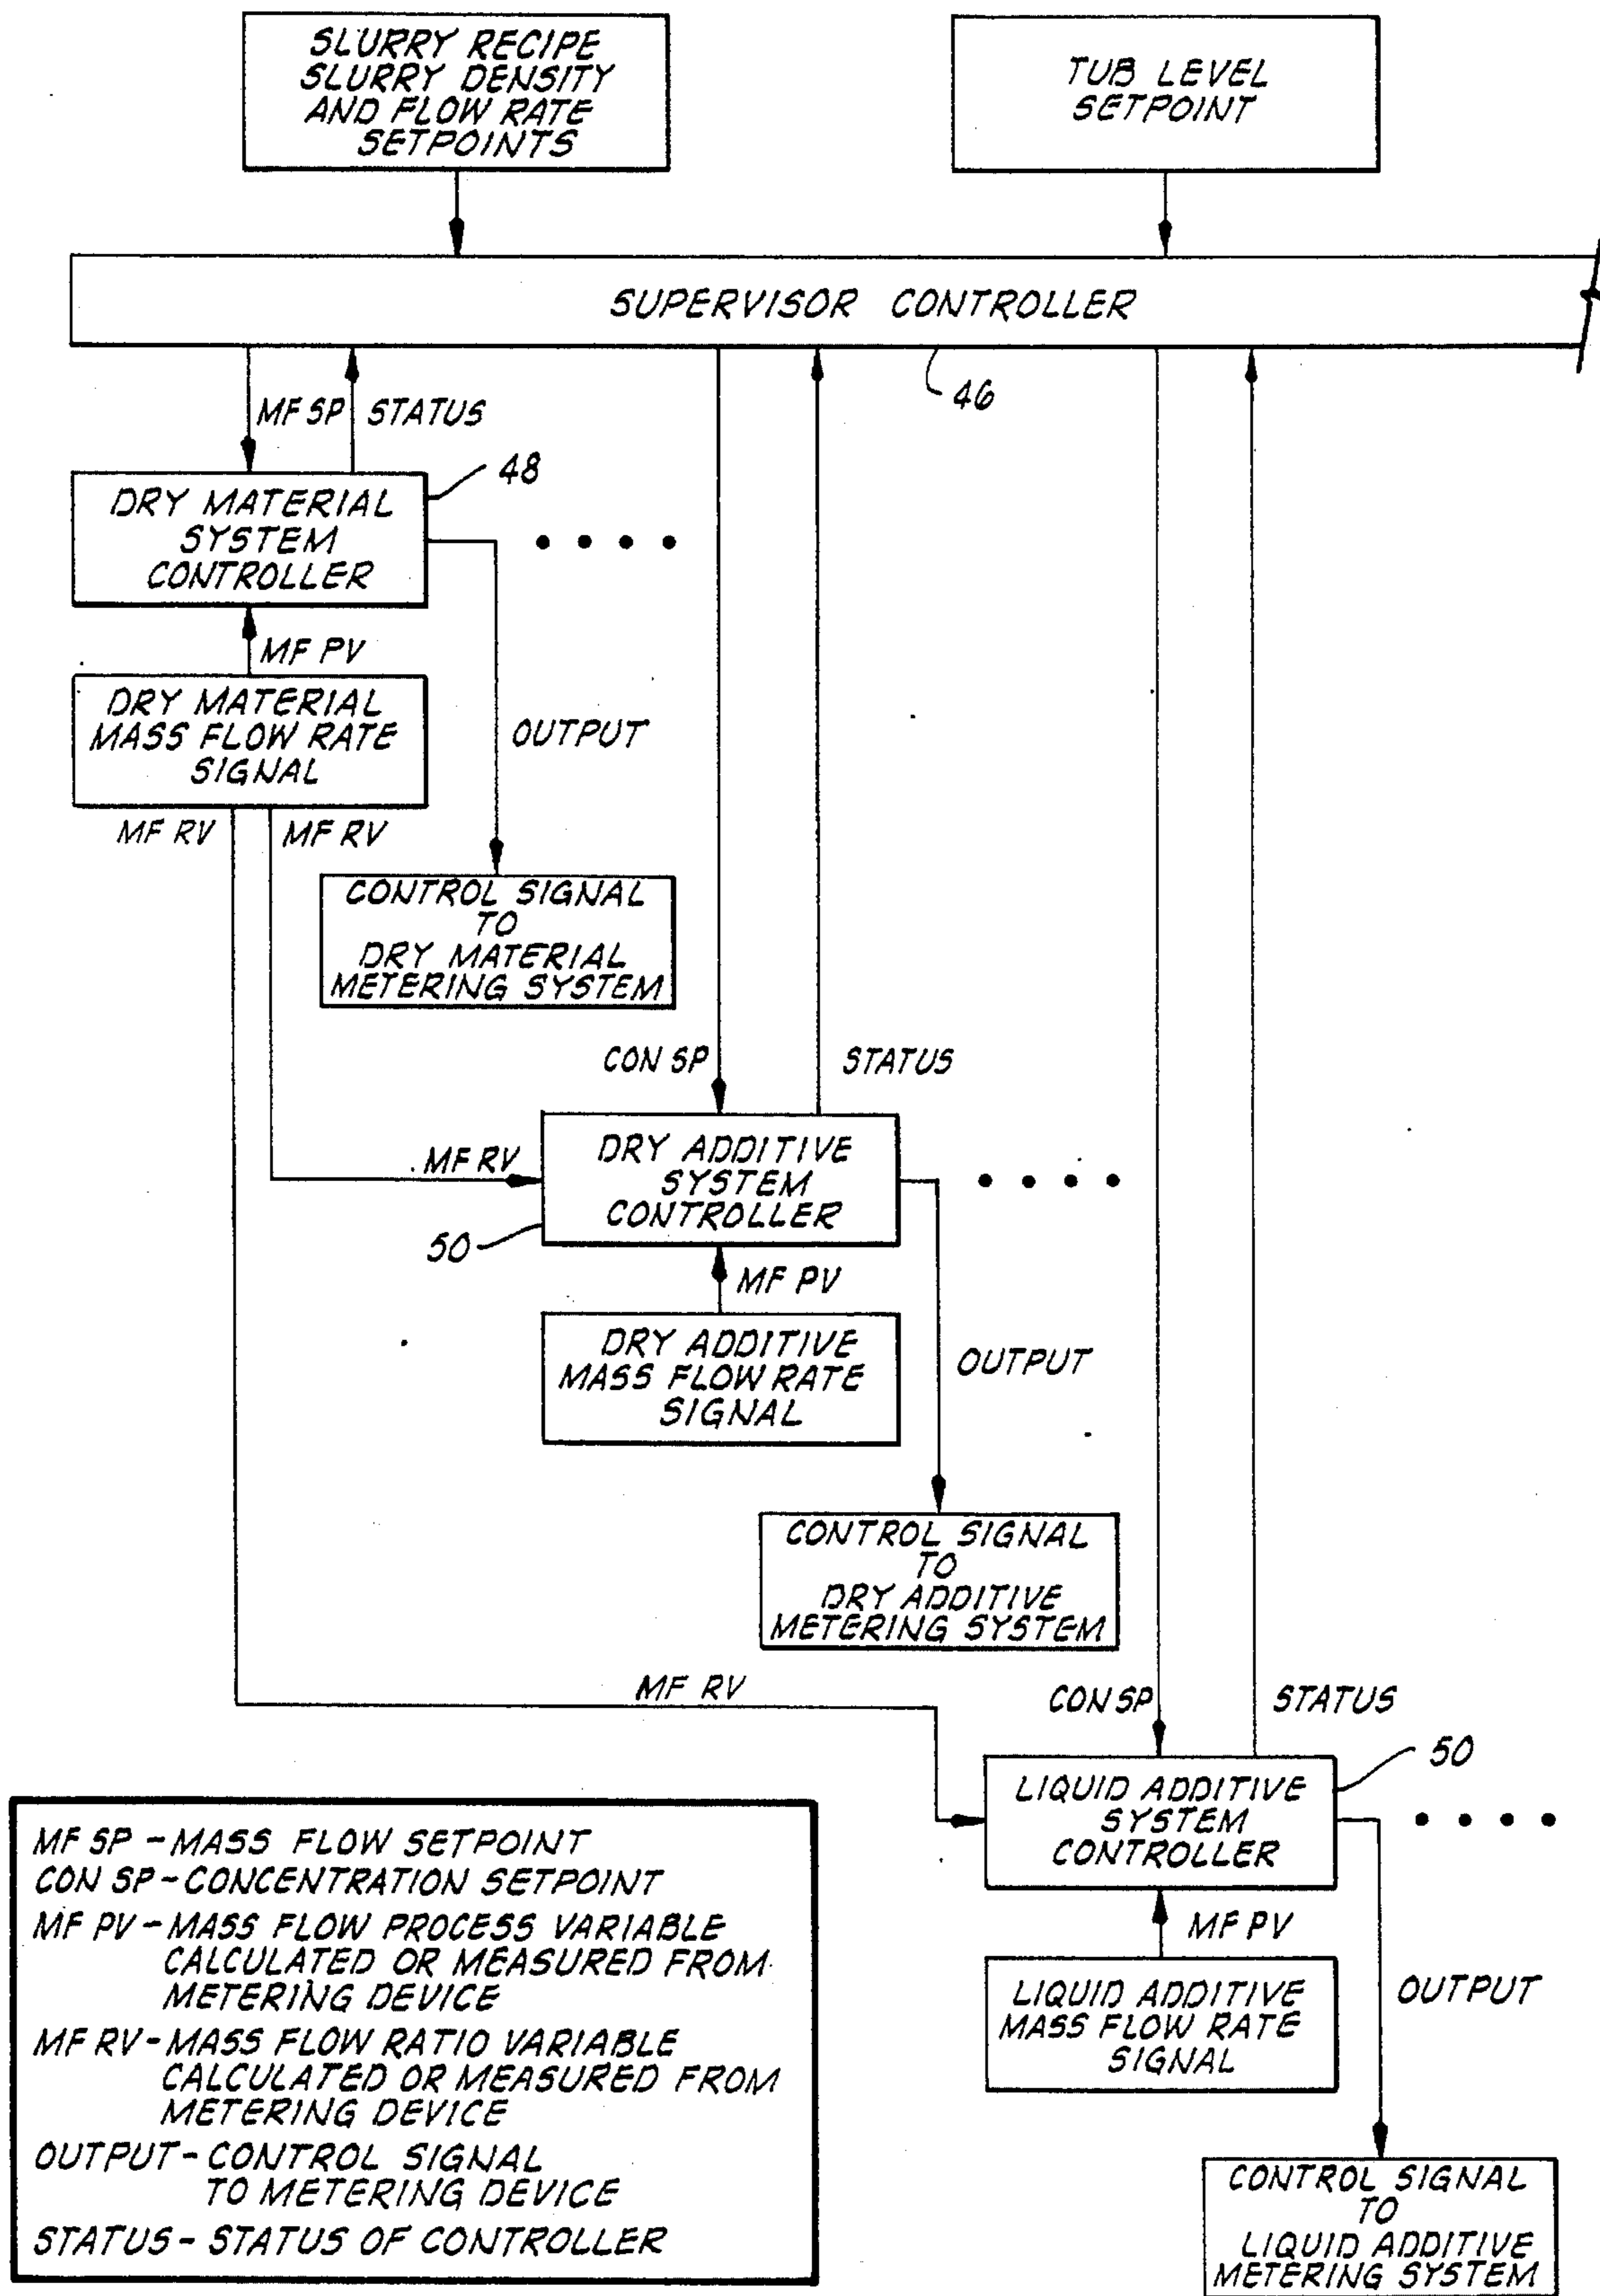 SLURRY RECIPE
SLURRY DENSITY
AND FLOW RATE
SETPOINTS
TUB LEVEL
SETPOINT
SUPERVISOR CONTROLLER
46
MF SP
STATUS
48
DRY MATERIAL
SYSTEM
CONTROLLER
MF PV
DRY MATERIAL
MASS FLOW RATE
SIGNAL
OUTPUT
MF RV
MF RV
CONTROL SIGNAL
TO
DRY MATERIAL
METERING SYSTEM
CON SP
STATUS
MF RV
DRY ADDITIVE
SYSTEM
CONTROLLER
50
MF PV
DRY ADDITIVE
MASS FLOW RATE
SIGNAL
OUTPUT
CONTROL SIGNAL
TO
DRY ADDITIVE
METERING SYSTEM
MF RV
CON SP
STATUS
50
LIQUID ADDITIVE
SYSTEM
CONTROLLER
MF PV
LIQUID ADDITIVE
MASS FLOW RATE
SIGNAL
OUTPUT
CONTROL SIGNAL
TO
LIQUID ADDITIVE
METERING SYSTEM
MF SP - MASS FLOW SETPOINT
CON SP - CONCENTRATION SETPOINT
MF PV - MASS FLOW PROCESS VARIABLE
CALCULATED OR MEASURED FROM
METERING DEVICE
MF RV - MASS FLOW RATIO VARIABLE
CALCULATED OR MEASURED FROM
METERING DEVICE
OUTPUT - CONTROL SIGNAL
TO METERING DEVICE
STATUS - STATUS OF CONTROLLER